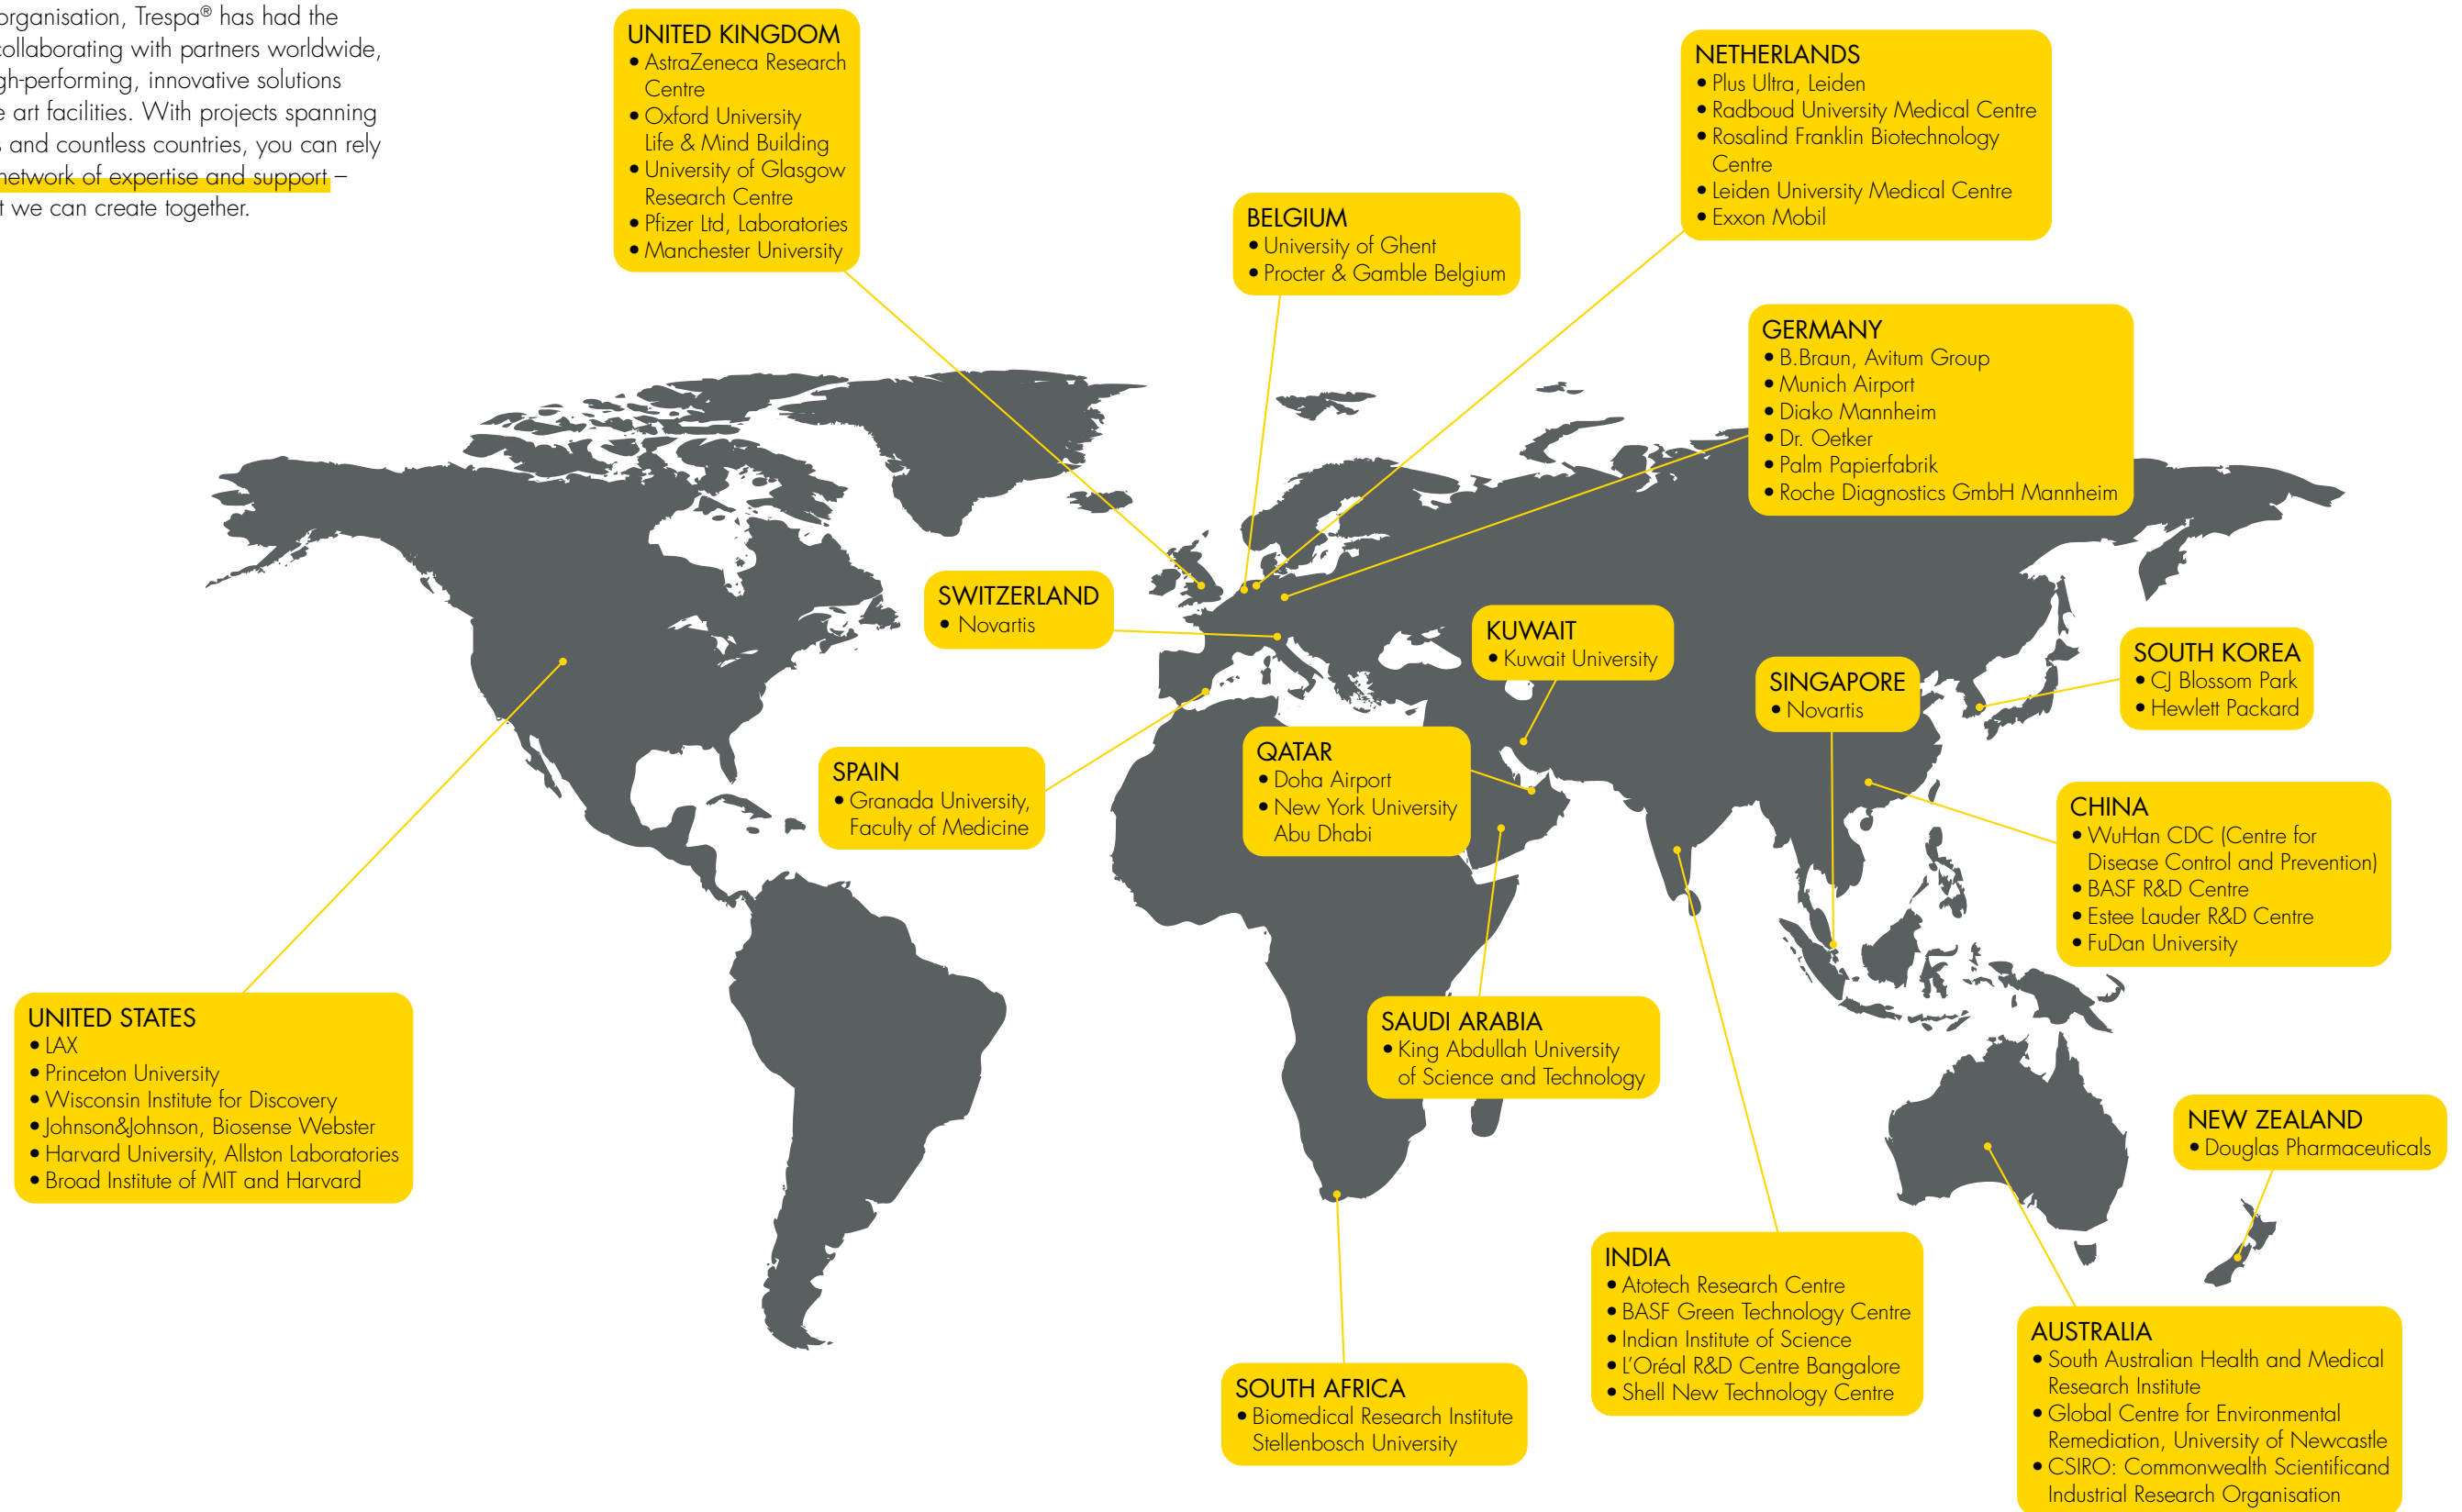 organisation, Trespa® has had the
collaborating with partners worldwide,
gh-performing, innovative solutions
e art facilities. With projects spanning
s and countless countries, you can rely
network of expertise and support –
t we can create together.
UNITED KINGDOM
• AstraZeneca Research
Centre
• Oxford University
Life & Mind Building
• University of Glasgow
Research Centre
• Pfizer Ltd, Laboratories
• Manchester University
NETHERLANDS
• Plus Ultra, Leiden
• Radboud University Medical Centre
• Rosalind Franklin Biotechnology
Centre
• Leiden University Medical Centre
• Exxon Mobil
BELGIUM
• University of Ghent
• Procter & Gamble Belgium
GERMANY
• B.Braun, Avitum Group
• Munich Airport
• Diako Mannheim
• Dr. Oetker
• Palm Papierfabrik
• Roche Diagnostics GmbH Mannheim
SWITZERLAND
• Novartis
KUWAIT
• Kuwait University
SINGAPORE
• Novartis
SOUTH KOREA
• CJ Blossom Park
• Hewlett Packard
SPAIN
• Granada University,
Faculty of Medicine
QATAR
• Doha Airport
• New York University
Abu Dhabi
CHINA
• WuHan CDC (Centre for
Disease Control and Prevention)
• BASF R&D Centre
• Estee Lauder R&D Centre
• FuDan University
UNITED STATES
• LAX
• Princeton University
• Wisconsin Institute for Discovery
• Johnson&Johnson, Biosense Webster
• Harvard University, Allston Laboratories
• Broad Institute of MIT and Harvard
SAUDI ARABIA
• King Abdullah University
of Science and Technology
NEW ZEALAND
• Douglas Pharmaceuticals
INDIA
• Atotech Research Centre
• BASF Green Technology Centre
• Indian Institute of Science
• L'Oréal R&D Centre Bangalore
• Shell New Technology Centre
SOUTH AFRICA
• Biomedical Research Institute
Stellenbosch University
AUSTRALIA
• South Australian Health and Medical
Research Institute
• Global Centre for Environmental
Remediation, University of Newcastle
• CSIRO: Commonwealth Scientificand
Industrial Research Organisation